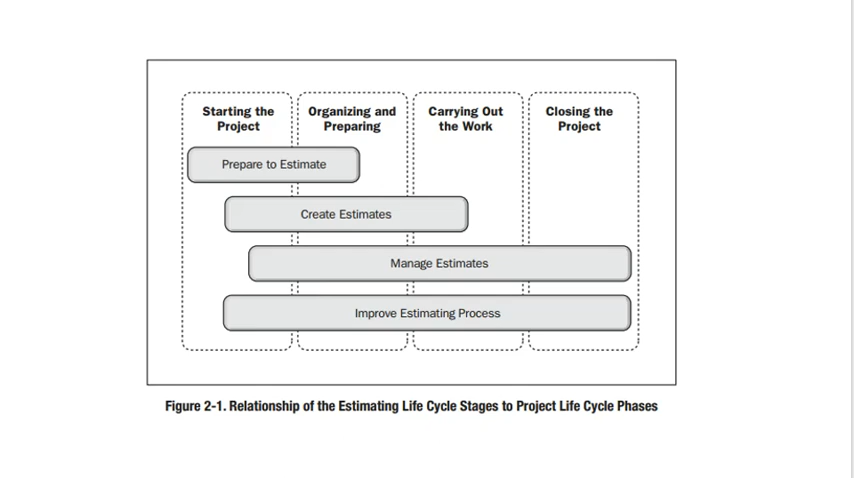 Starting the
Project
Organizing and
Preparing
Carrying Out
the Work
Closing the
Project
Prepare to Estimate
Create Estimates
Manage Estimates
Improve Estimating Process
Figure 2-1. Relationship of the Estimating Life Cycle Stages to Project Life Cycle Phases